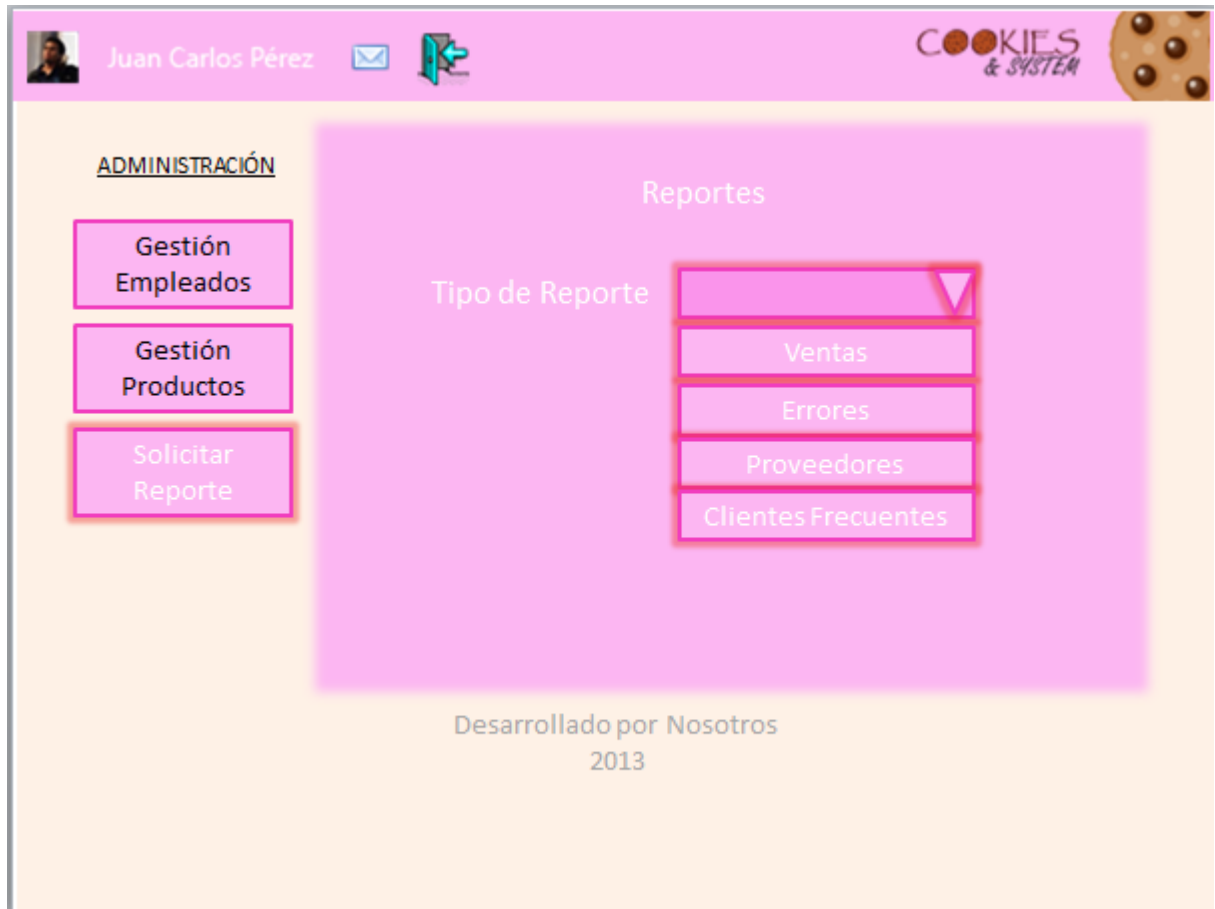 Juan Carlos Pérez
COOKIES
& SYSTEM
ADMINISTRACIÓN
Gestión
Empleados
Gestión
Productos
Solicitar
Reporte
Reportes
Tipo de Reporte
Ventas
Errores
Proveedores
Clientes Frecuentes
Desarrollado por Nosotros
2013